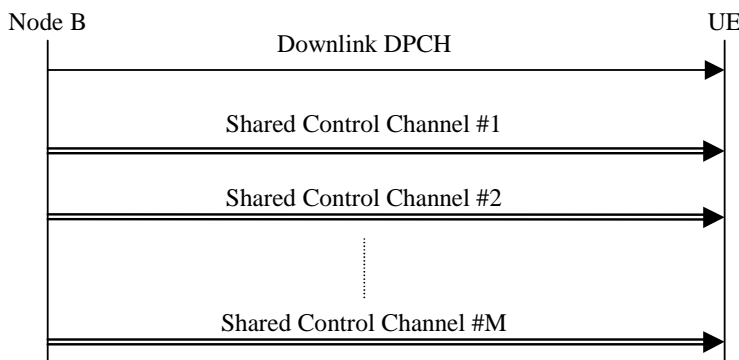 Node B
UE
Downlink DPCH
Shared Control Channel #1
Shared Control Channel #2
Shared Control Channel #M